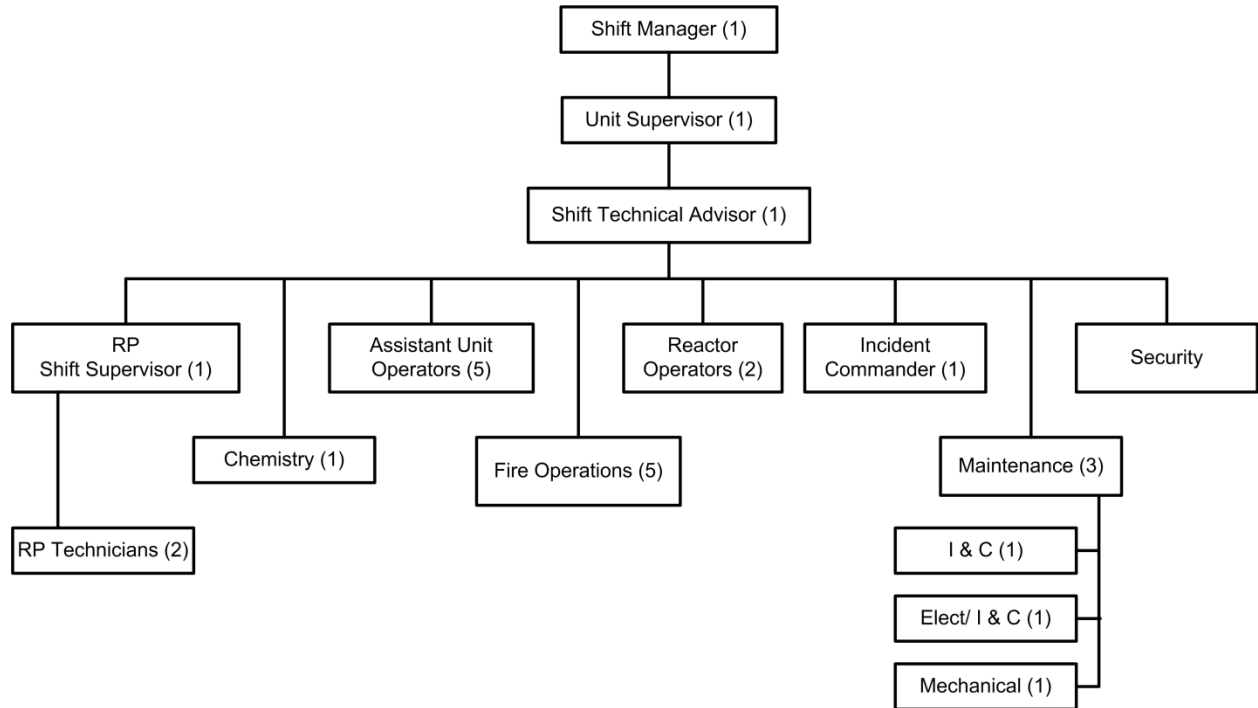 Shift Manager (1)
Unit Supervisor (1)
Shift Technical Advisor (1)
RP
Shift Supervisor (1)
Assistant Unit
Operators (5)
Reactor
Operators (2)
Incident
Commander (1)
Security
Chemistry (1)
Fire Operations (5)
Maintenance (3)
RP Technicians (2)
I & C (1)
Elect/ I & C (1)
Mechanical (1)